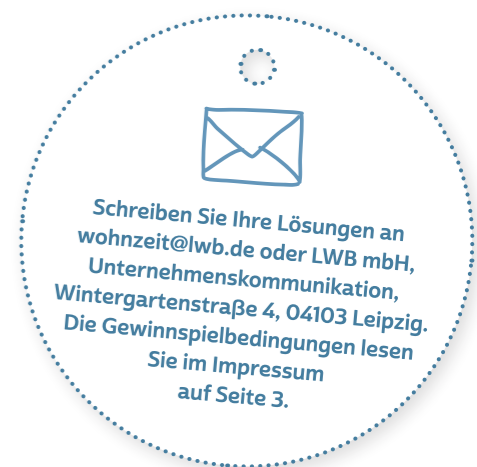 Schreiben Sie Ihre Lösungen an
wohnzeit@lwb.de oder LWB mbH,
Unternehmenskommunikation,
Wintergartenstraße 4, 04103 Leipzig.
Die Gewinnspielbedingungen lesen
Sie im Impressum
auf Seite 3.